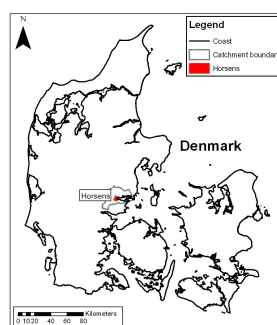 N
Legend
Coast
Catchment boundary
Horsens
Denmark
Horsens
Kilometers
0 10 20 40 60 80